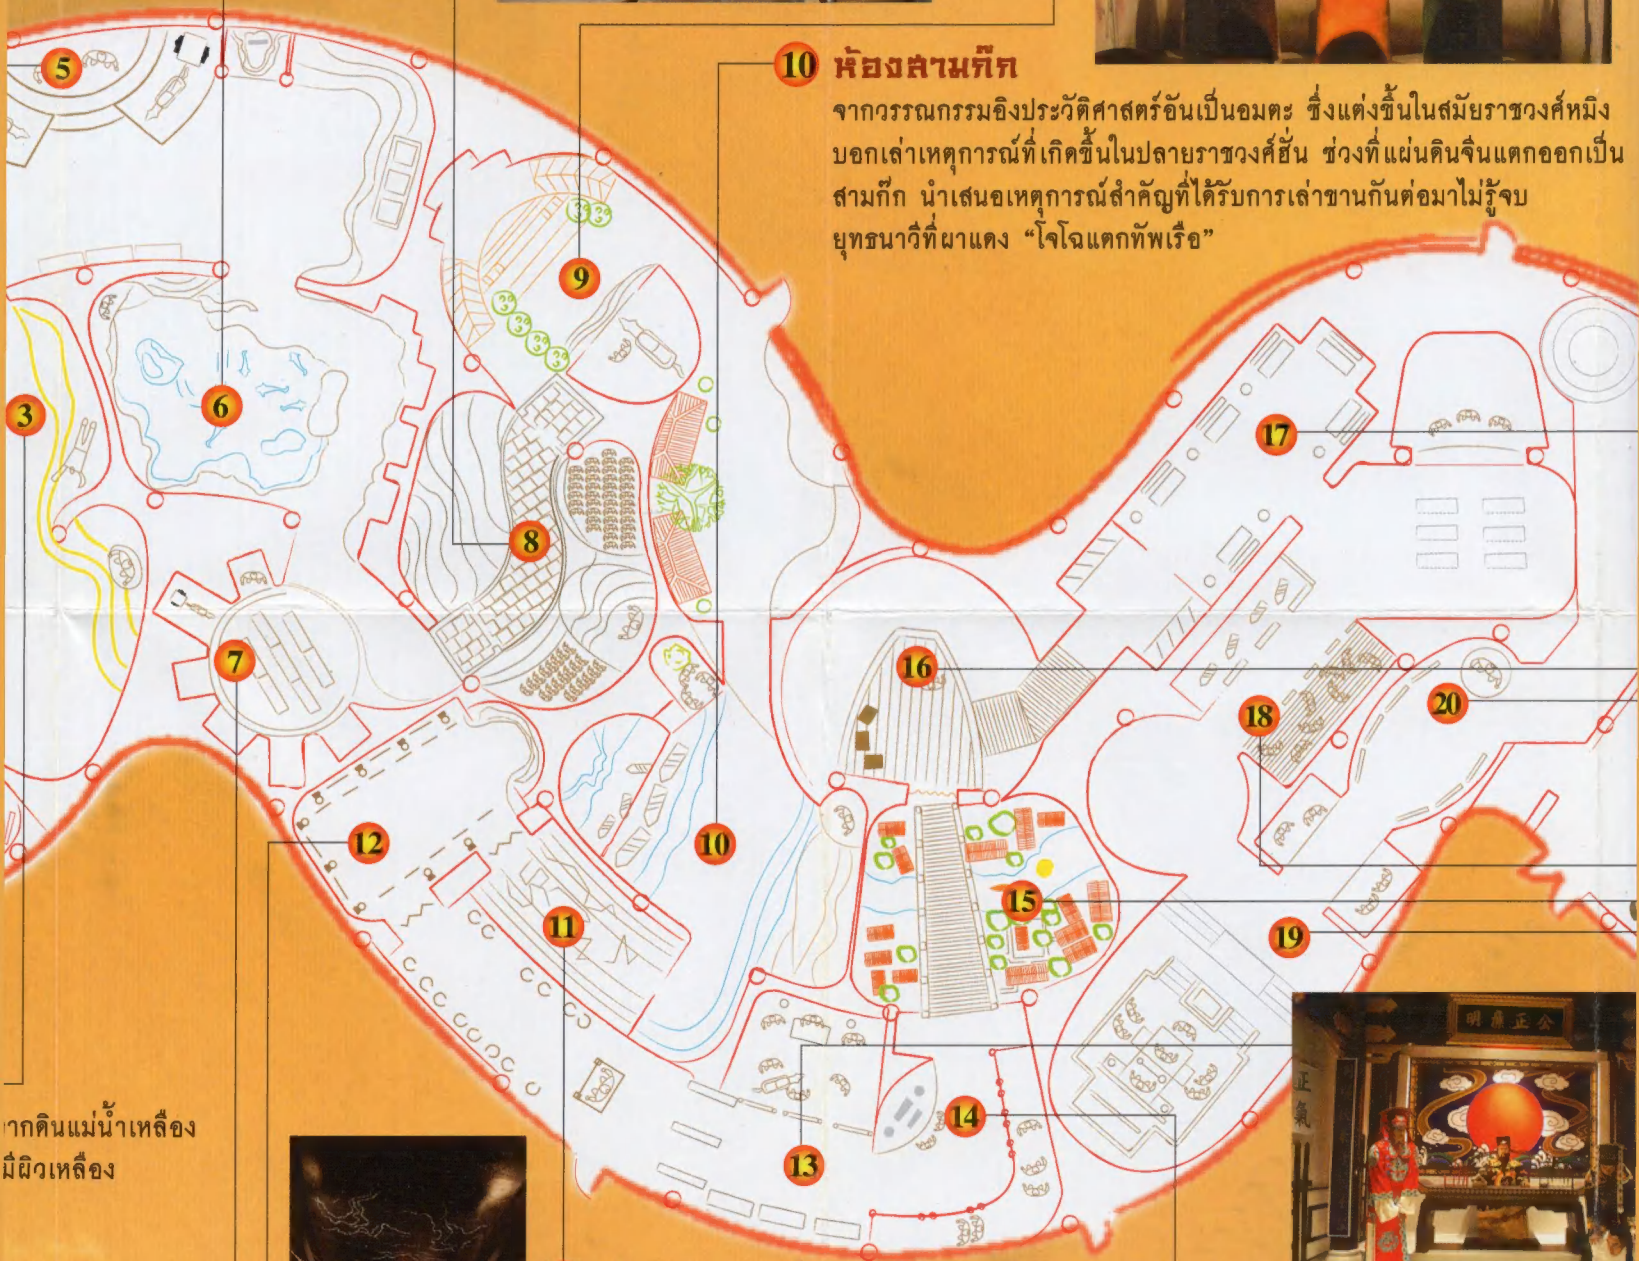 5
10 ห้องสามก๊ก
จากวรรณกรรมอิงประวัติศาสตร์อันเป็นอมตะ ซึ่งแต่งขึ้นในสมัยราชวงศ์หมิง
บอกเล่าเหตุการณ์ที่เกิดขึ้นในปลายราชวงศ์ฮั่น ช่วงที่แผ่นดินจีนแตกออกเป็น
สามก๊ก นำเสนอเหตุการณ์สำคัญที่ได้รับการเล่าขานกันต่อมาไม่รู้จบ
ยุทธนาวีที่ผาแดง “โจโฉแตกทัพเรือ”
9
3
6
17
8
7
16
18
20
12
10
11
15
19
明鏡正公
正氣
13
14
ากดินแม่น้ำเหลือง
มีผิวเหลือง